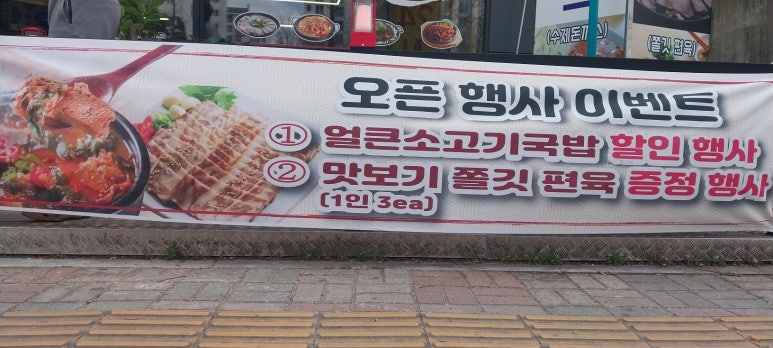 (수제돈까스)
(쫄깃 편육)
오픈 행사 이벤트
① 얼큰소고기국밥 할인 행사
② 맛보기 쫄깃 편육 증정 행사
(1인 3ea)